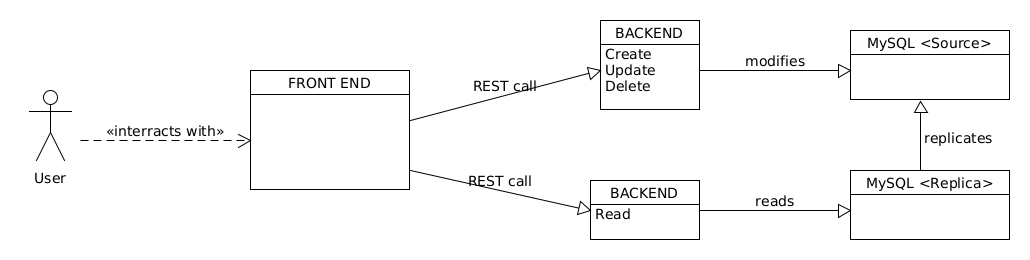 User
«interracts with»
FRONT END
REST call
REST call
BACKEND
Create
Update
Delete
BACKEND
Read
modifies
reads
MySQL <Source>
replicates
MySQL <Replica>